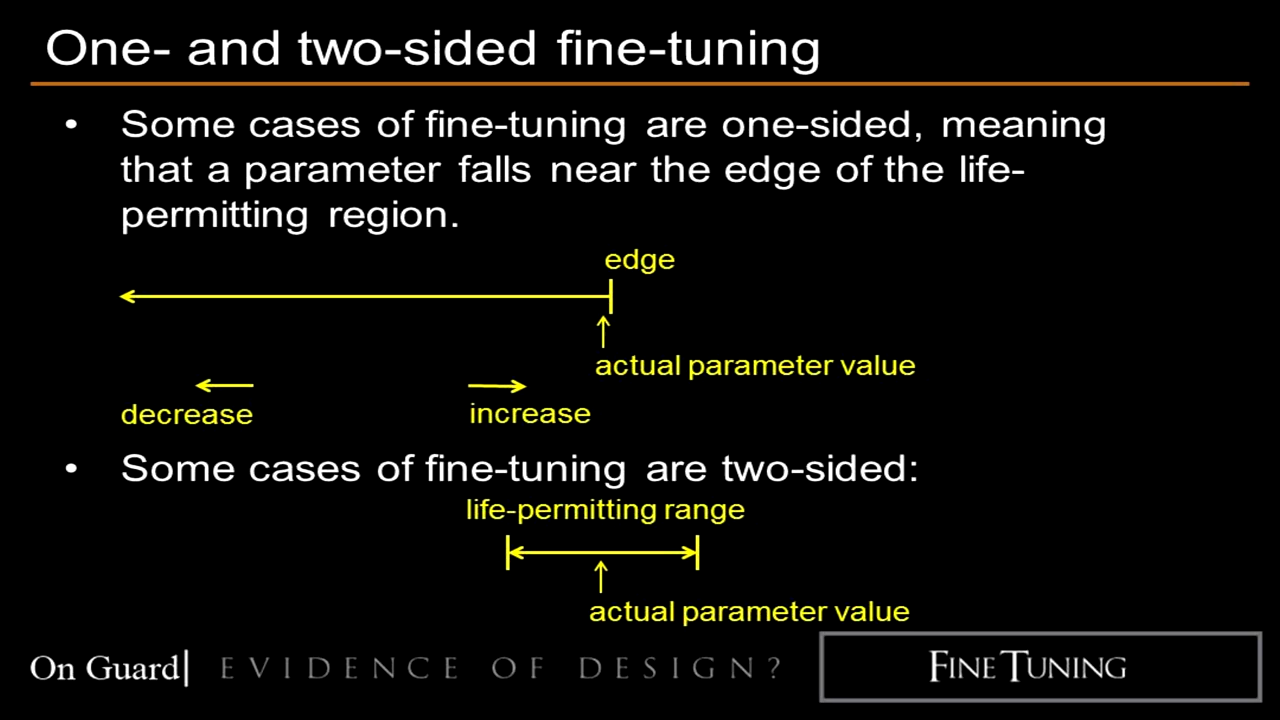 One- and two-sided fine-tuning
• Some cases of fine-tuning are one-sided, meaning
that a parameter falls near the edge of the life-
permitting region.
edge
actual parameter value
decrease
increase
• Some cases of fine-tuning are two-sided:
life-permitting range
actual parameter value
On Guard| EVIDENCE OF DESIGN?
FINE TUNING